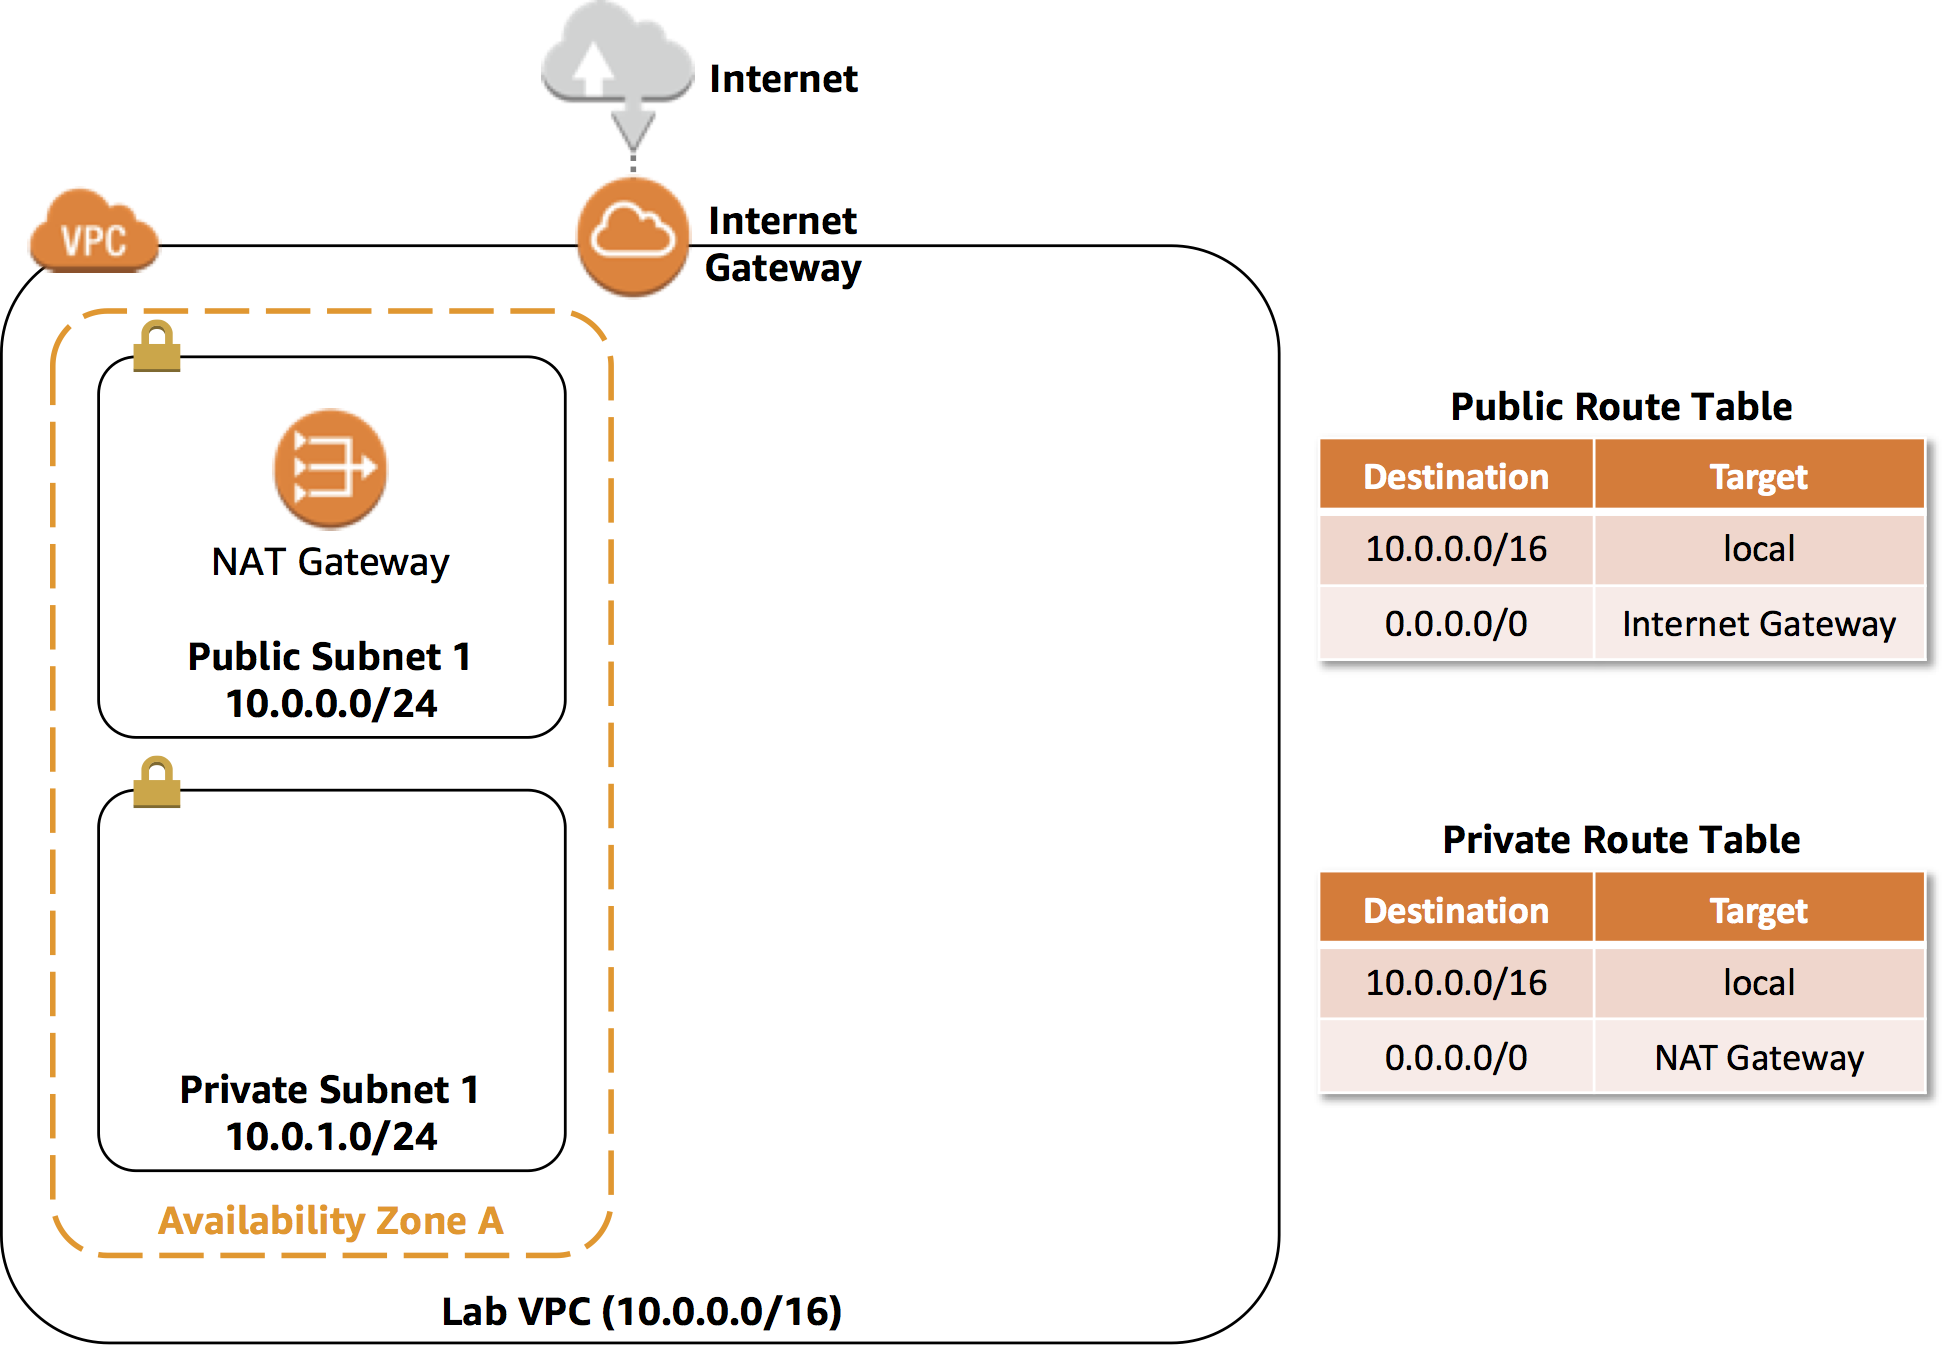 Internet
VPC
Internet
Gateway
NAT Gateway
Public Subnet 1
10.0.0.0/24
Private Subnet 1
10.0.1.0/24
Availability Zone A
Lab VPC (10.0.0.0/16)
Public Route Table
Destination Target
10.0.0.0/16 local
0.0.0.0/0 Internet Gateway
Private Route Table
Destination Target
10.0.0.0/16 local
0.0.0.0/0 NAT Gateway